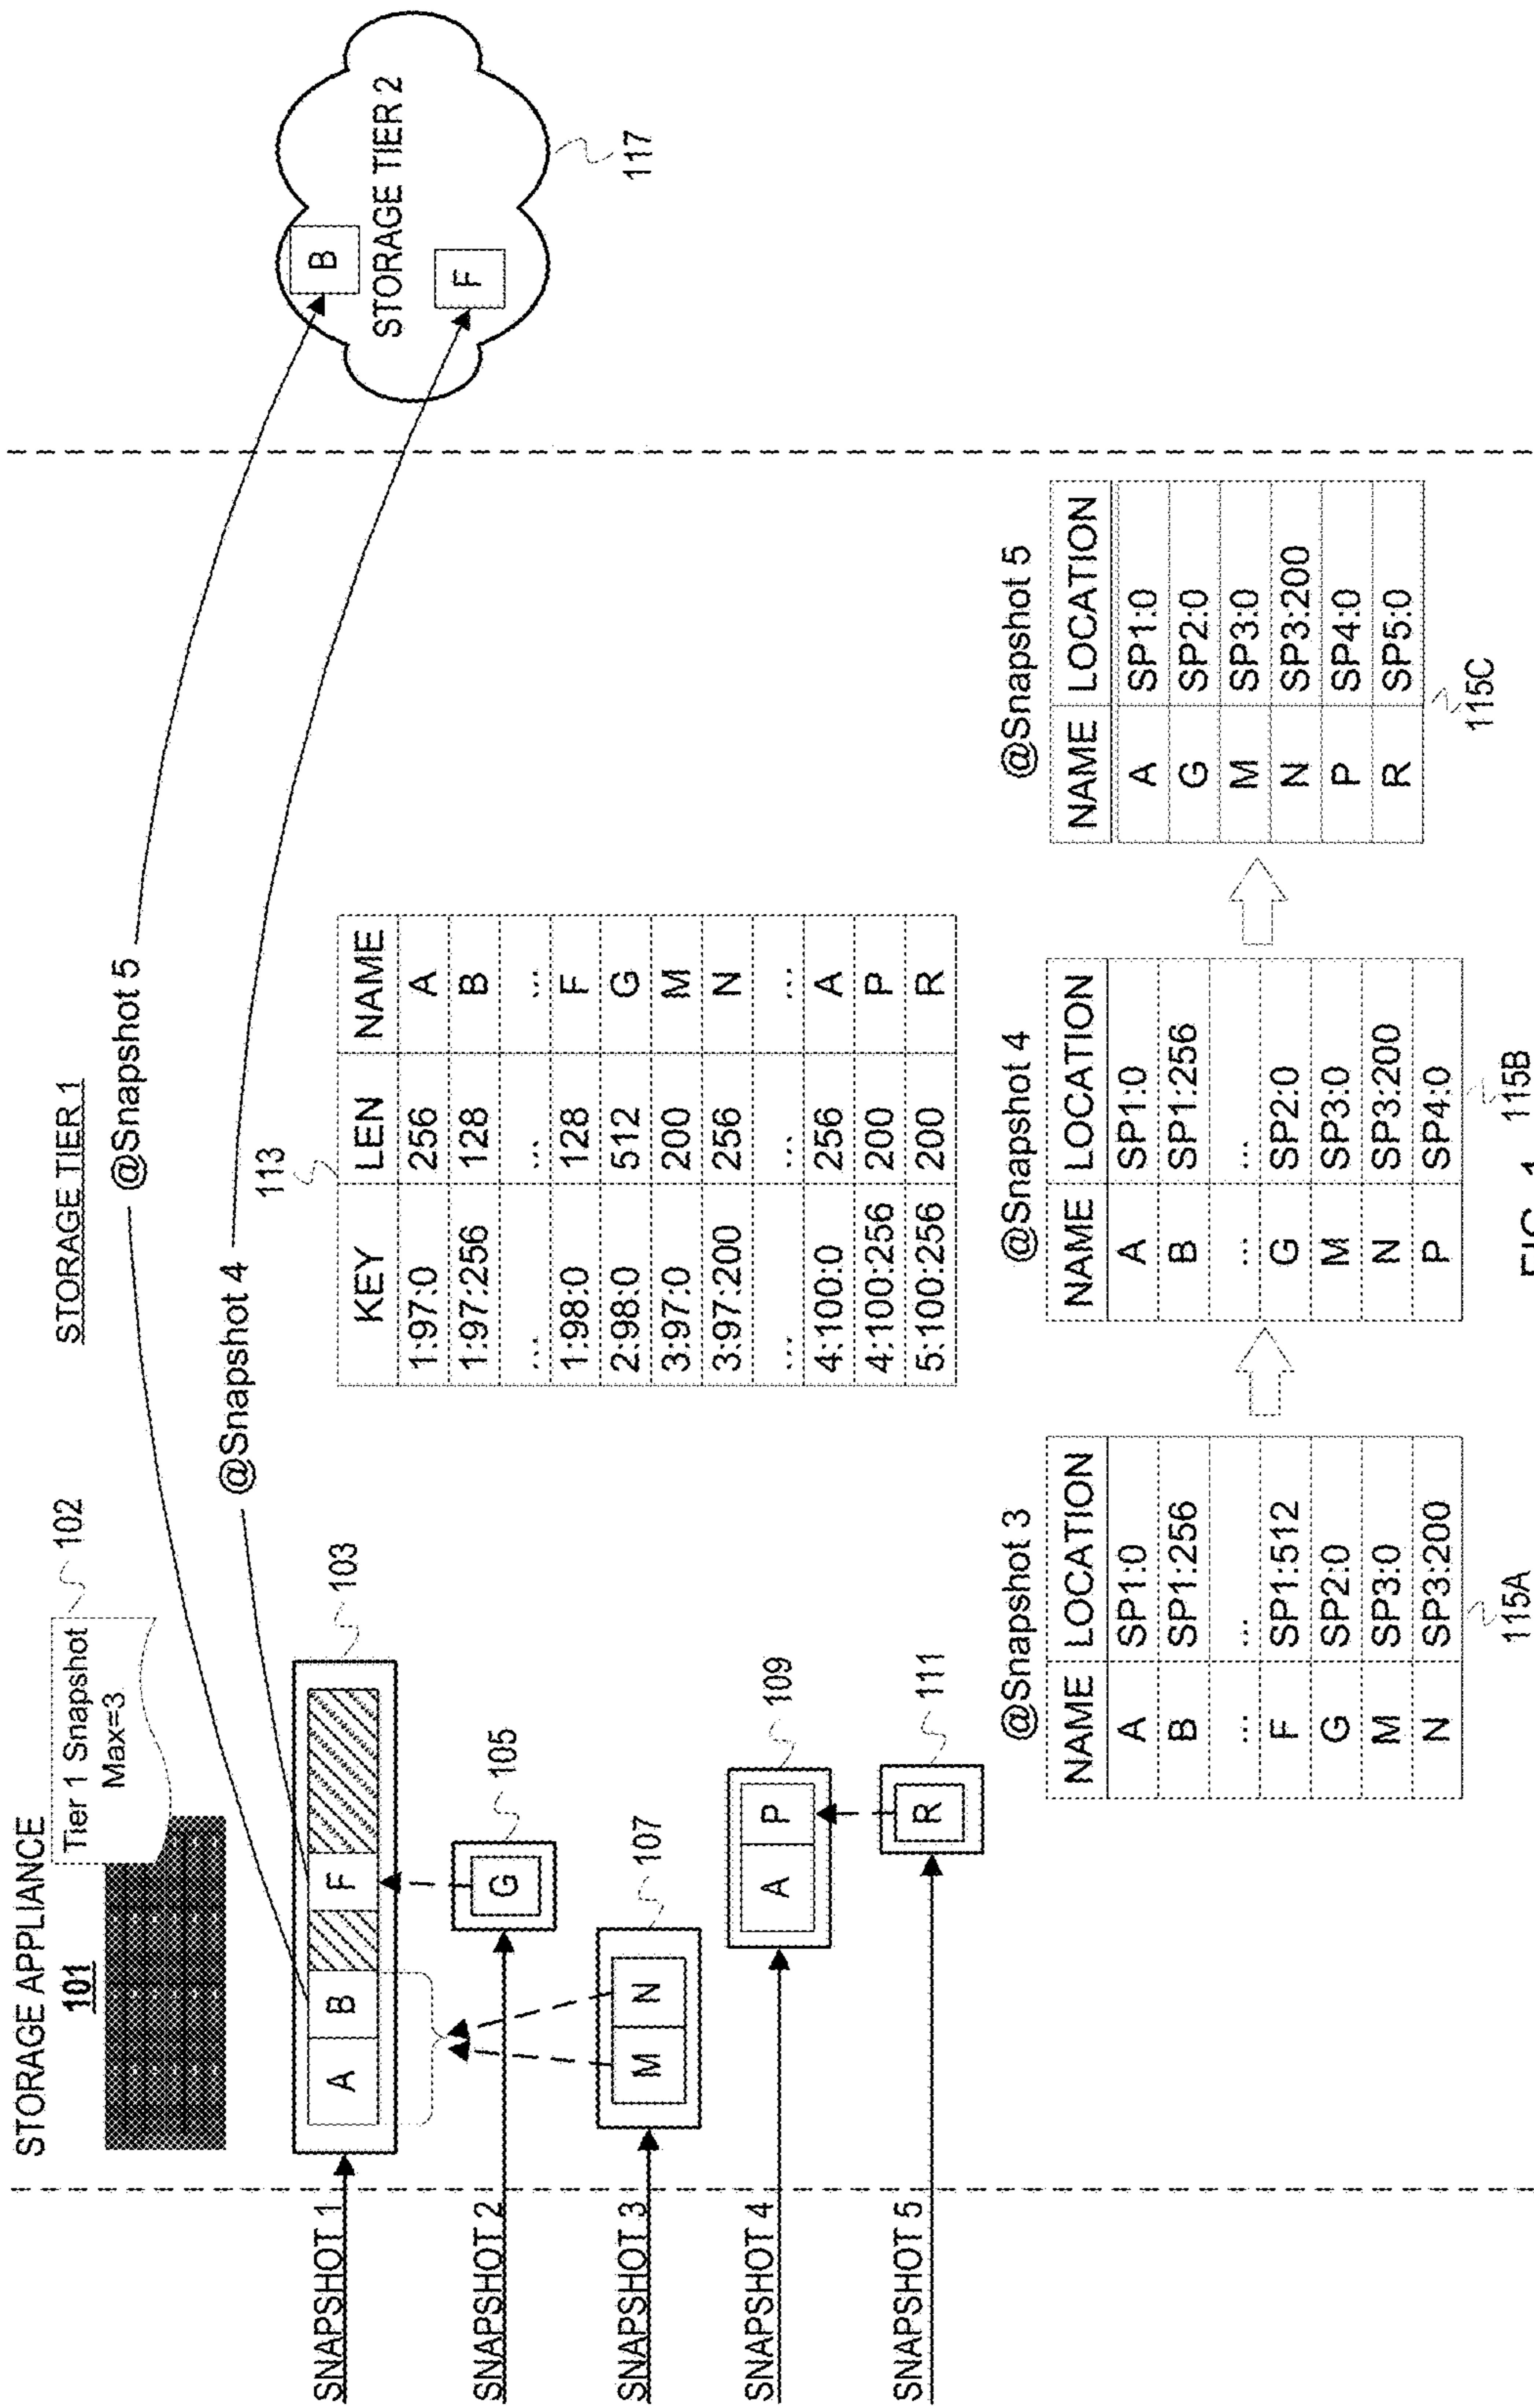 STORAGE APPLIANCE
101
Tier 1 Snapshot
Max=3
102
STORAGE TIER 1
@Snapshot 5
@Snapshot 4
B
STORAGE TIER 2
F
117
SNAPSHOT 1
A B F
103
SNAPSHOT 2
G
105
SNAPSHOT 3
M N
107
SNAPSHOT 4
A P
109
SNAPSHOT 5
R
111
113
KEY LEN NAME
1:97:0 256 A
1:97:256 128 B
... ... ...
1:98:0 128 F
2:98:0 512 G
3:97:0 200 M
3:97:200 256 N
... ... ...
4:100:0 256 A
4:100:256 200 P
5:100:256 200 R
@Snapshot 3
NAME LOCATION
A SP1:0
B SP1:256
... ...
F SP1:512
G SP2:0
M SP3:0
N SP3:200
115A
@Snapshot 4
NAME LOCATION
A SP1:0
B SP1:256
... ...
G SP2:0
M SP3:0
N SP3:200
P SP4:0
115B
@Snapshot 5
NAME LOCATION
A SP1:0
G SP2:0
M SP3:0
N SP3:200
P SP4:0
R SP5:0
115C
FIG. 1